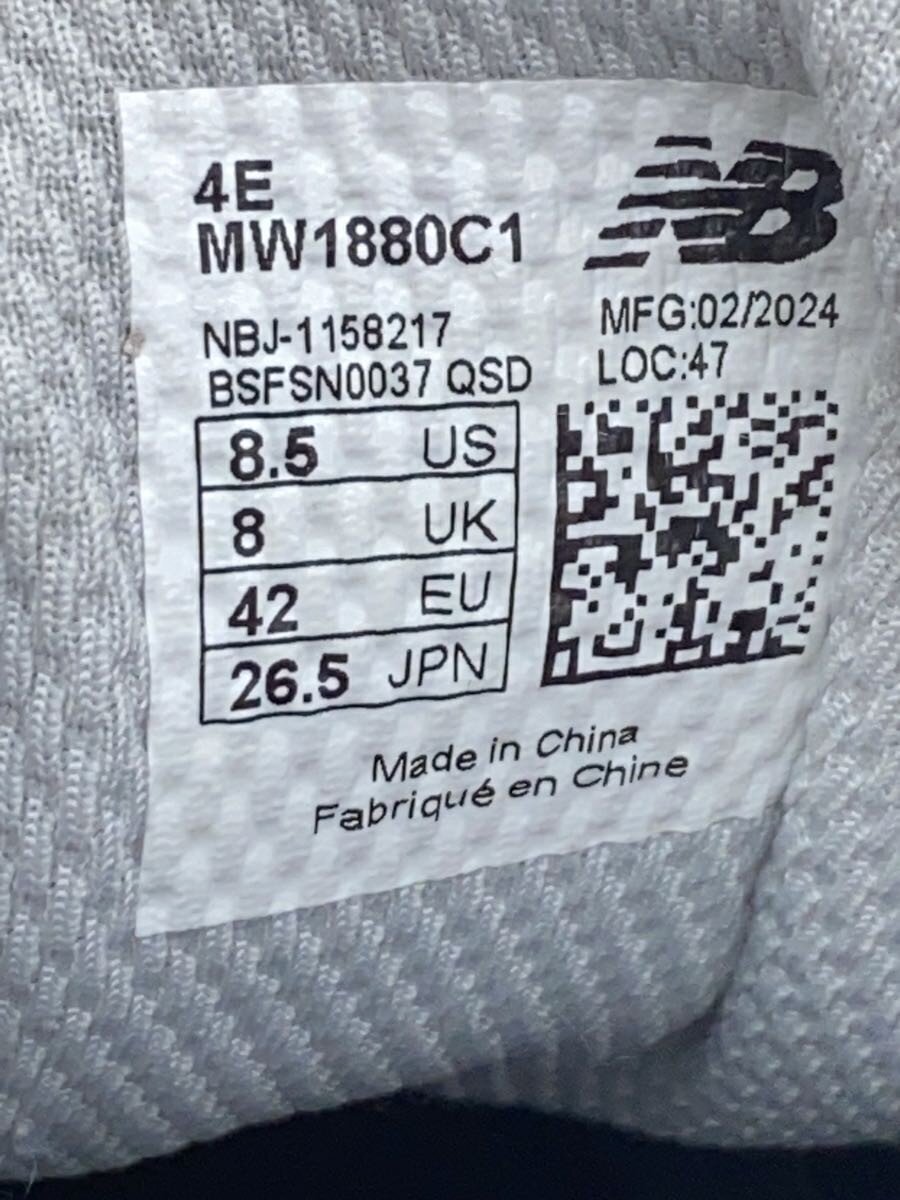 4E
MW1880C1
NB
NBJ-1158217
BSFSN0037 QSD
MFG:02/2024
LOC:47
8.5 US
8 UK
42 EU
26.5 JPN
Made in China
Fabriqué en Chine